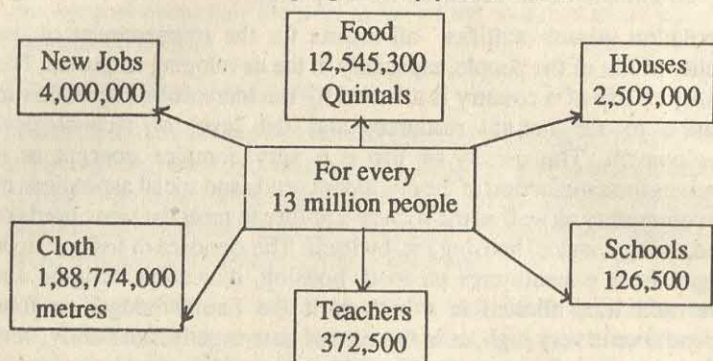 Food
12,545,300
Quintals
New Jobs
4,000,000
Houses
2,509,000
For every
13 million people
Cloth
1,88,774,000
metres
Teachers
372,500
Schools
126,500